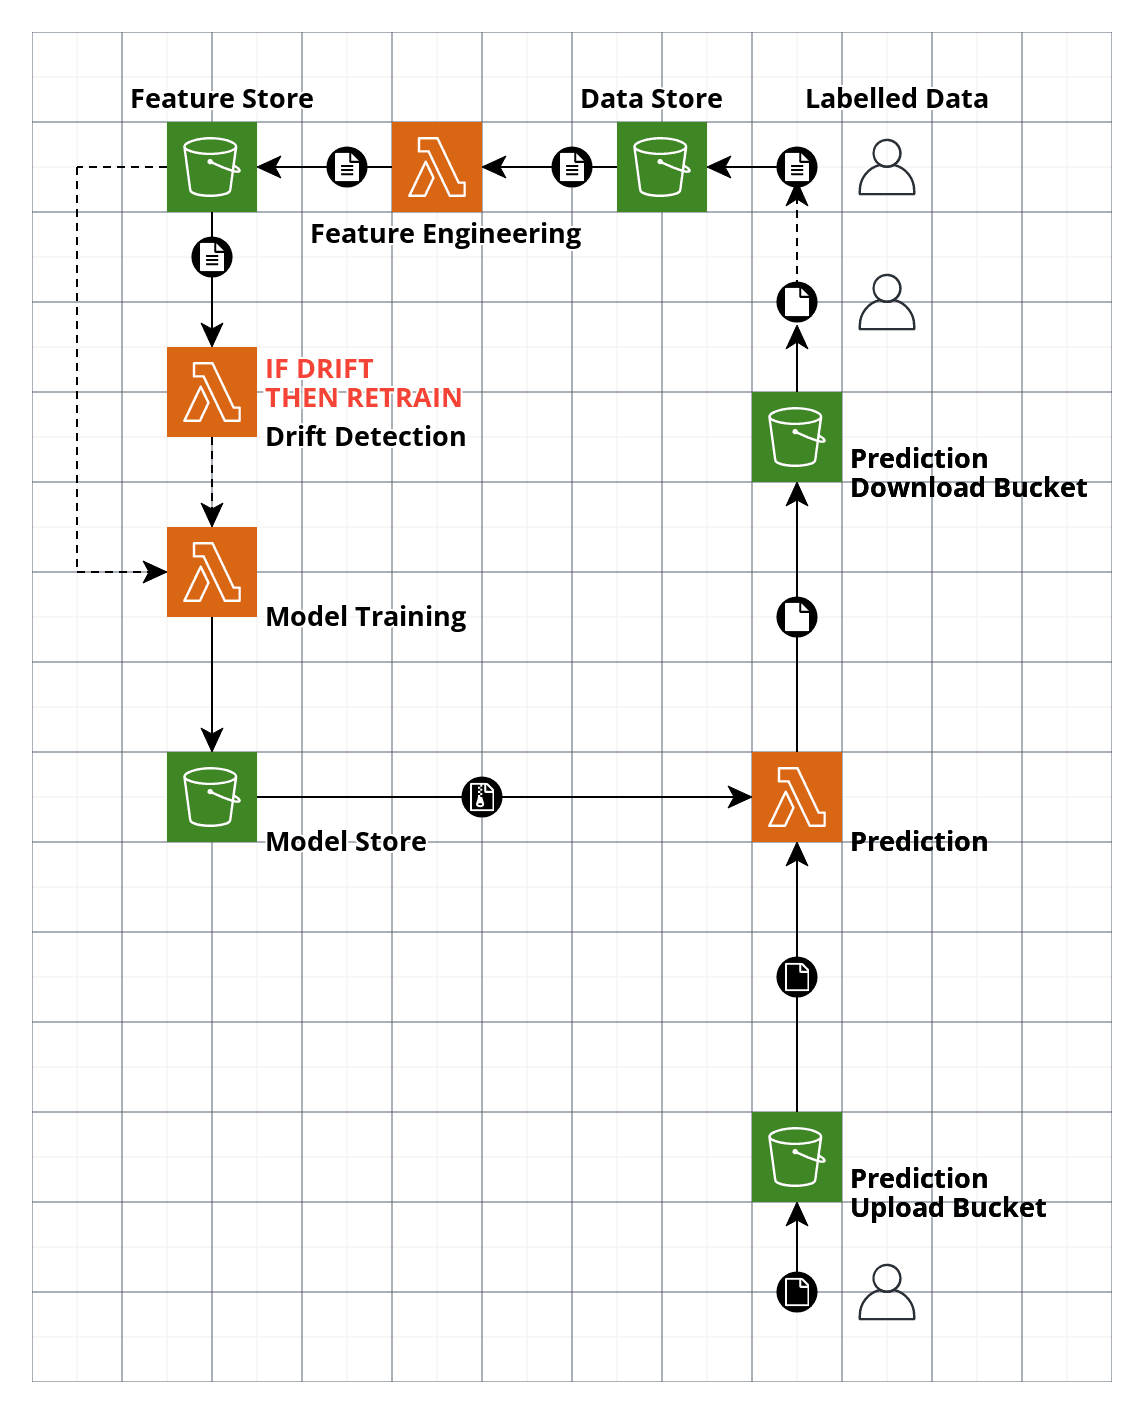 Feature Store
Data Store
Labelled Data
Feature Engineering
IF DRIFT
THEN RETRAIN
Drift Detection
Prediction
Download Bucket
Model Training
Model Store
Prediction
Prediction
Upload Bucket